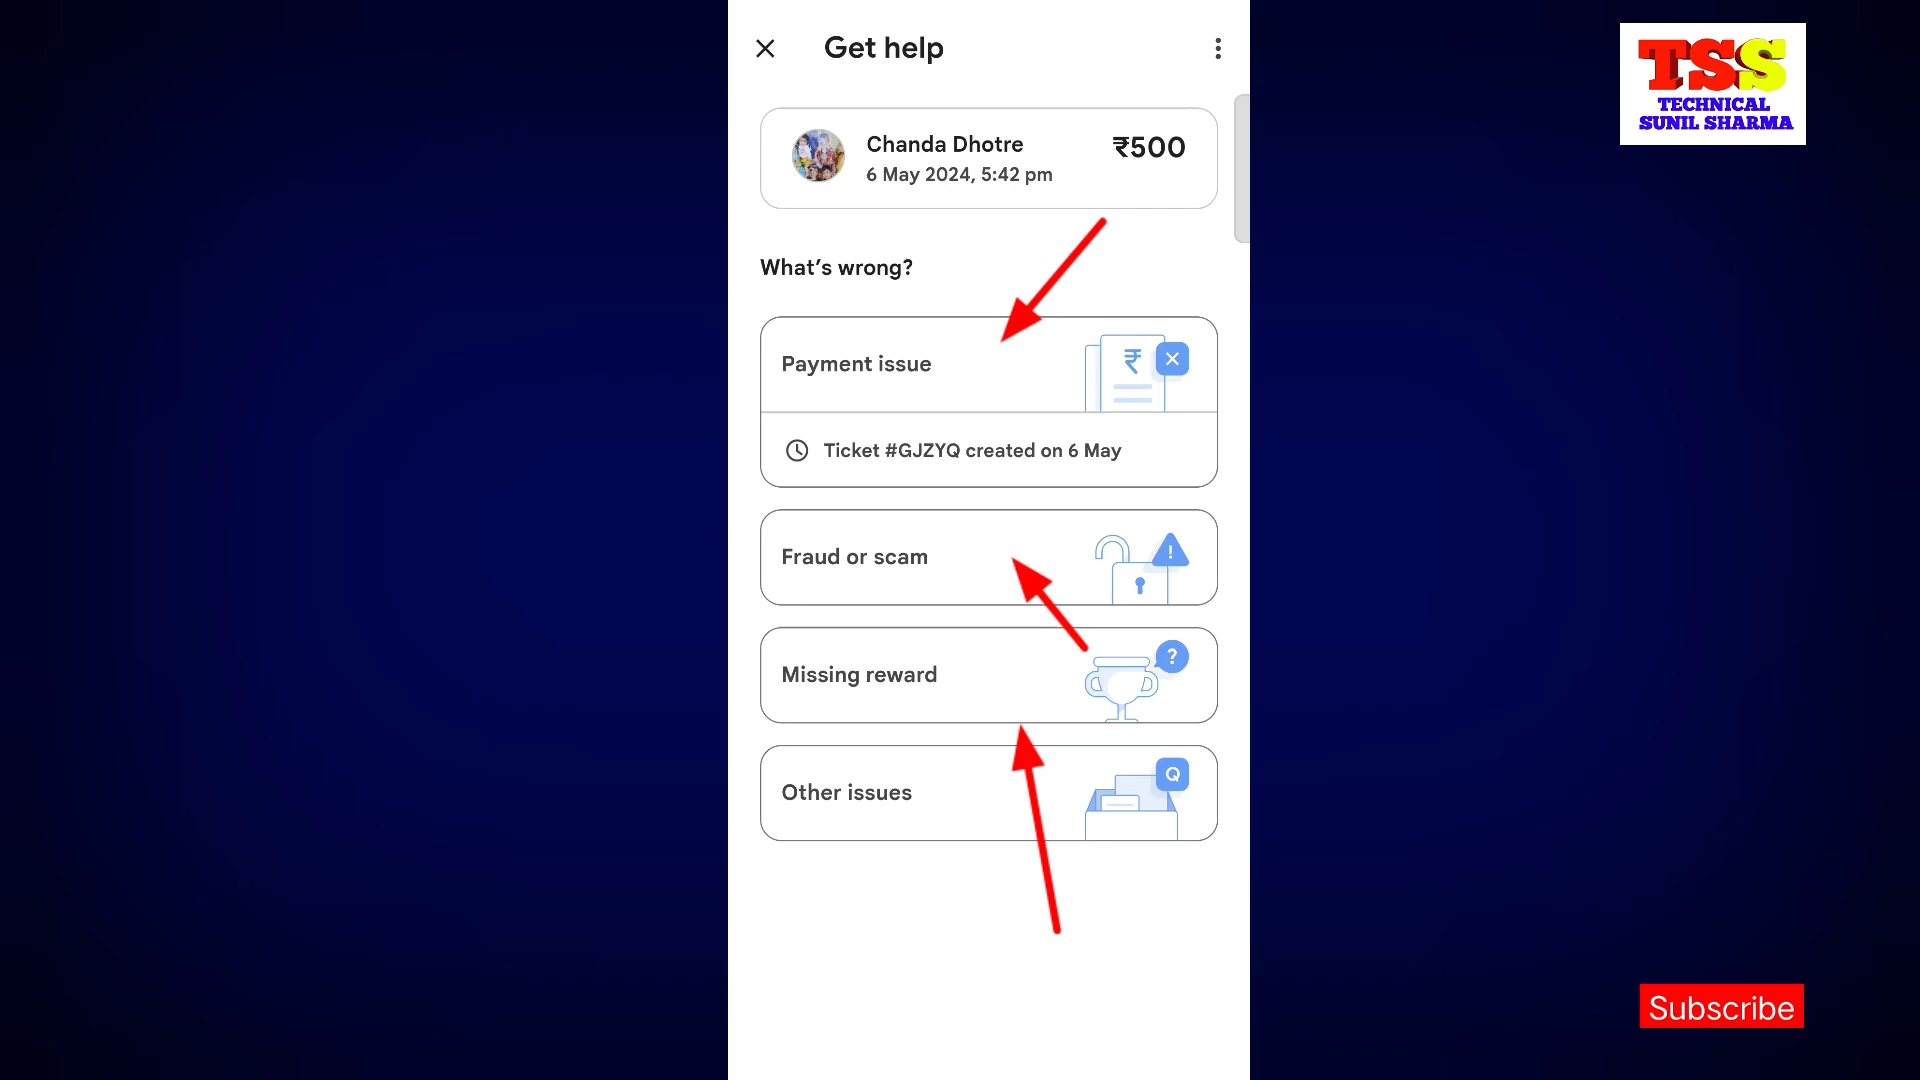 Get help
Chanda Dhotre
₹500
6 May 2024, 5:42 pm
What’s wrong?
Payment issue
₹
Ticket #GJZYQ created on 6 May
Fraud or scam
!
Missing reward
?
Other issues
Q
TSS
TECHNICAL
SUNIL SHARMA
Subscribe